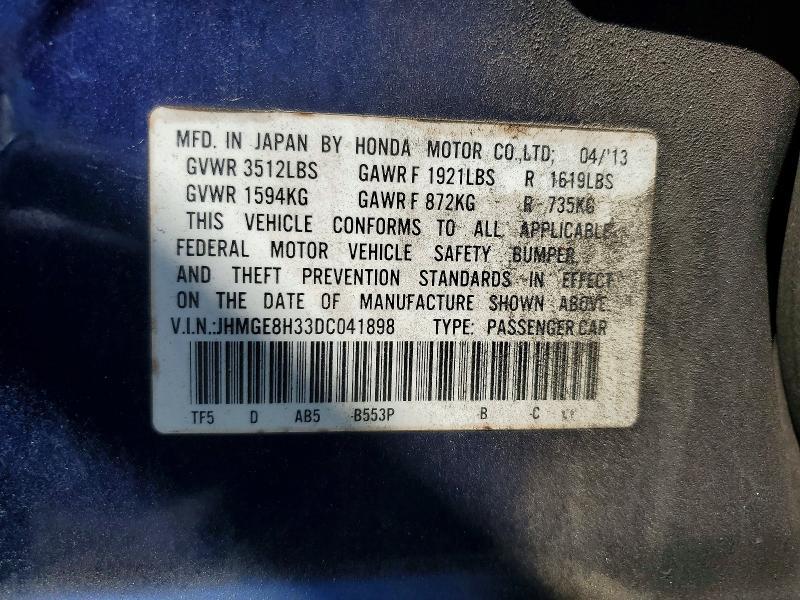 MFD. IN JAPAN BY HONDA MOTOR CO.,LTD; 04/'13
GVWR 3512LBS GAWR F 1921LBS R 1619LBS
GVWR 1594KG GAWR F 872KG R 735KG
THIS VEHICLE CONFORMS TO ALL APPLICABLE
FEDERAL MOTOR VEHICLE SAFETY BUMPER
AND THEFT PREVENTION STANDARDS IN EFFECT
ON THE DATE OF MANUFACTURE SHOWN ABOVE.
V.I.N.:JHMGE8H33DC041898 TYPE: PASSENGER CAR
TF5 D AB5 -B553P -B -C